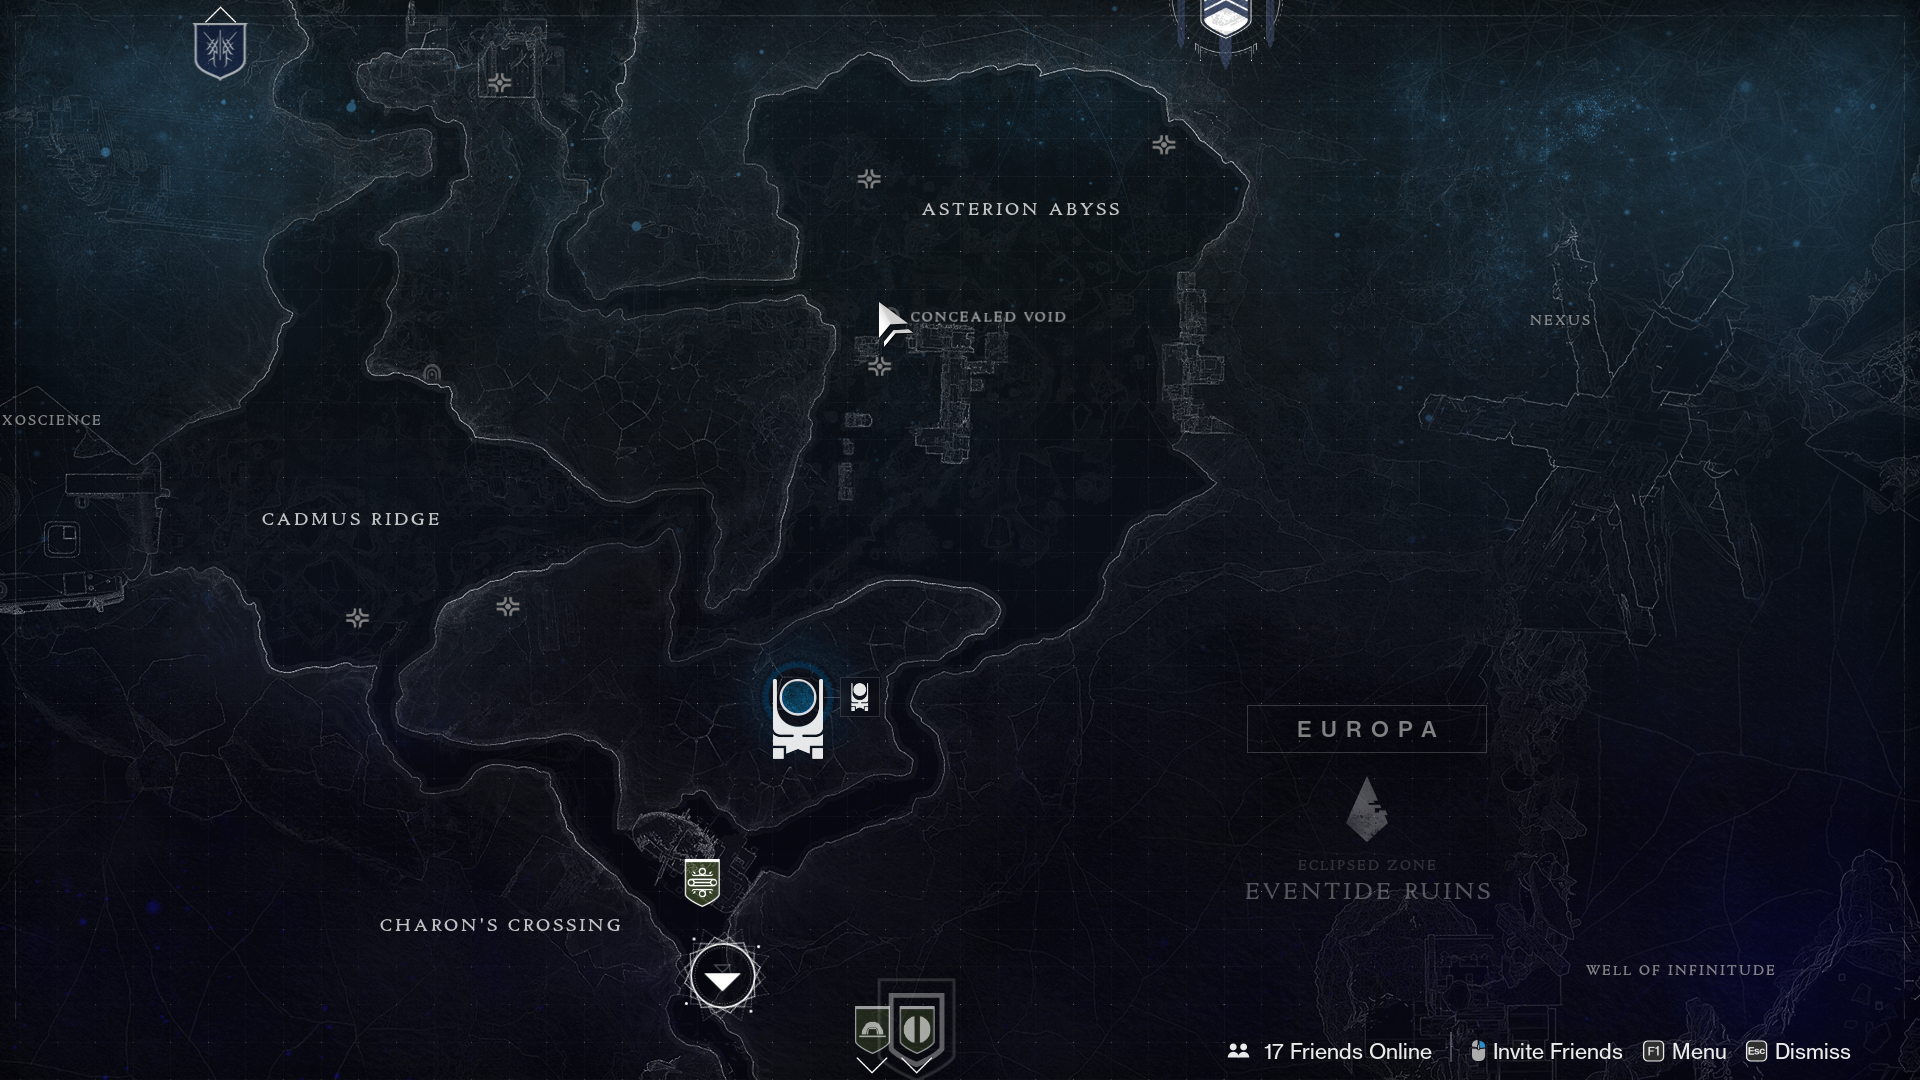 ASTERION ABYSS
CONCEALED VOID
NEXUS
XOSCIENCE
CADMUS RIDGE
EUROPA
ECLIPSED ZONE
EVENTIDE RUINS
CHARON'S CROSSING
WELL OF INFINITUDE
17 Friends Online
Invite Friends
F1 Menu
Esc Dismiss